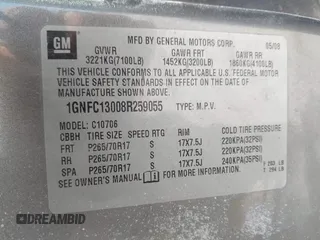 GM
MFD BY GENERAL MOTORS CORP. 05/08
GVWR GAWR FRT GAWR RR
3221KG(7100LB) 1452KG(3200LB) 1860KG(4100LB)
THIS VEHICLE CONFORMS TO ALL APPLICABLE U.S. FEDERAL MOTOR
VEHICLE SAFETY STANDARDS IN EFFECT ON THE DATE OF
MANUFACTURE SHOWN ABOVE.
1GNFC13008R259055 TYPE: M.P.V.
MODEL: C10706
TIRE SIZE SPEED RTG RIM COLD TIRE PRESSURE
FRT P265/70R17 S 17X7.5J 220KPA(32PSI)
RR P265/70R17 S 17X7.5J 220KPA(32PSI)
SPA P265/70R17 S 17X7.5J 240KPA(35PSI)
SEE OWNER'S MANUAL FOR ADDITIONAL INFORMATION.
DREAMBID